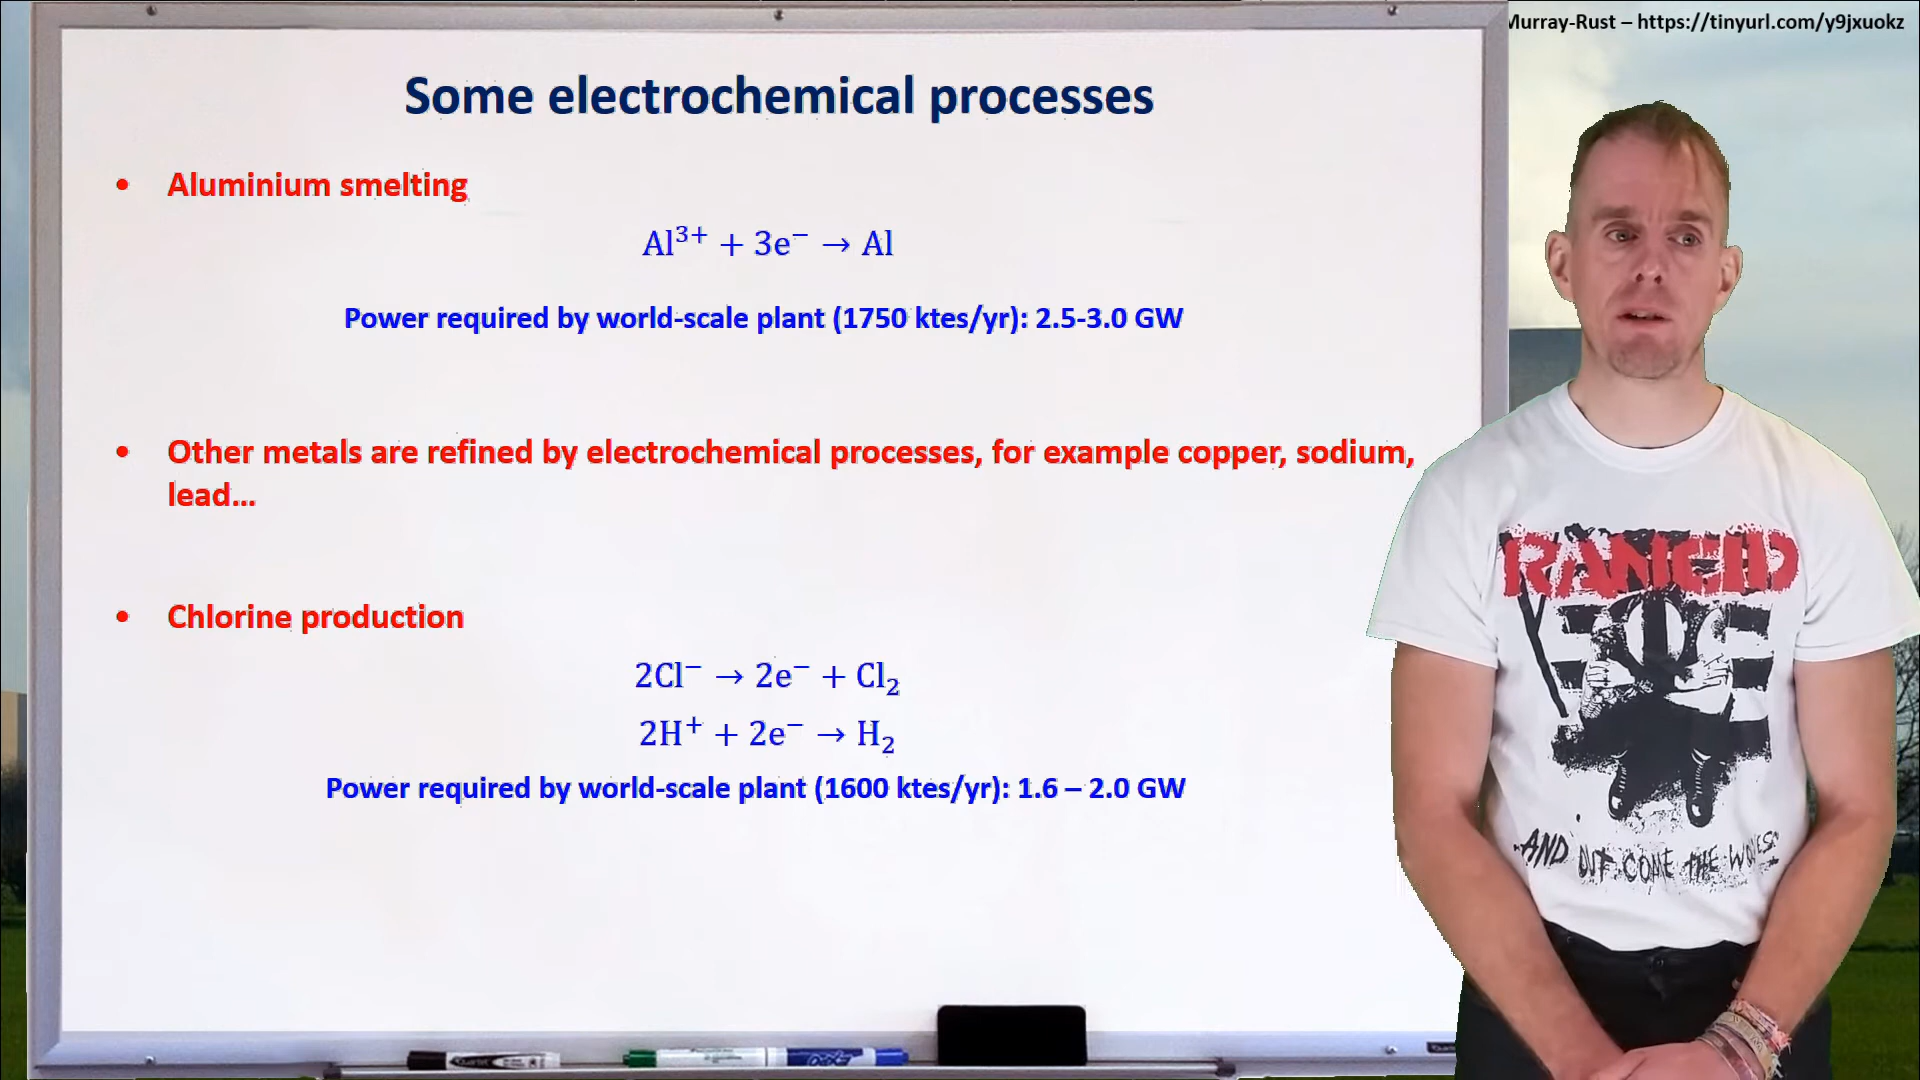 Murray-Rust – https://tinyurl.com/y9jxuokz
Some electrochemical processes
• Aluminium smelting
Al³⁺ + 3e⁻ → Al
Power required by world-scale plant (1750 ktes/yr): 2.5-3.0 GW
• Other metals are refined by electrochemical processes, for example copper, sodium,
lead...
• Chlorine production
2Cl⁻ → 2e⁻ + Cl₂
2H⁺ + 2e⁻ → H₂
Power required by world-scale plant (1600 ktes/yr): 1.6 – 2.0 GW
RANCID
...AND OUT COME THE WOLVES